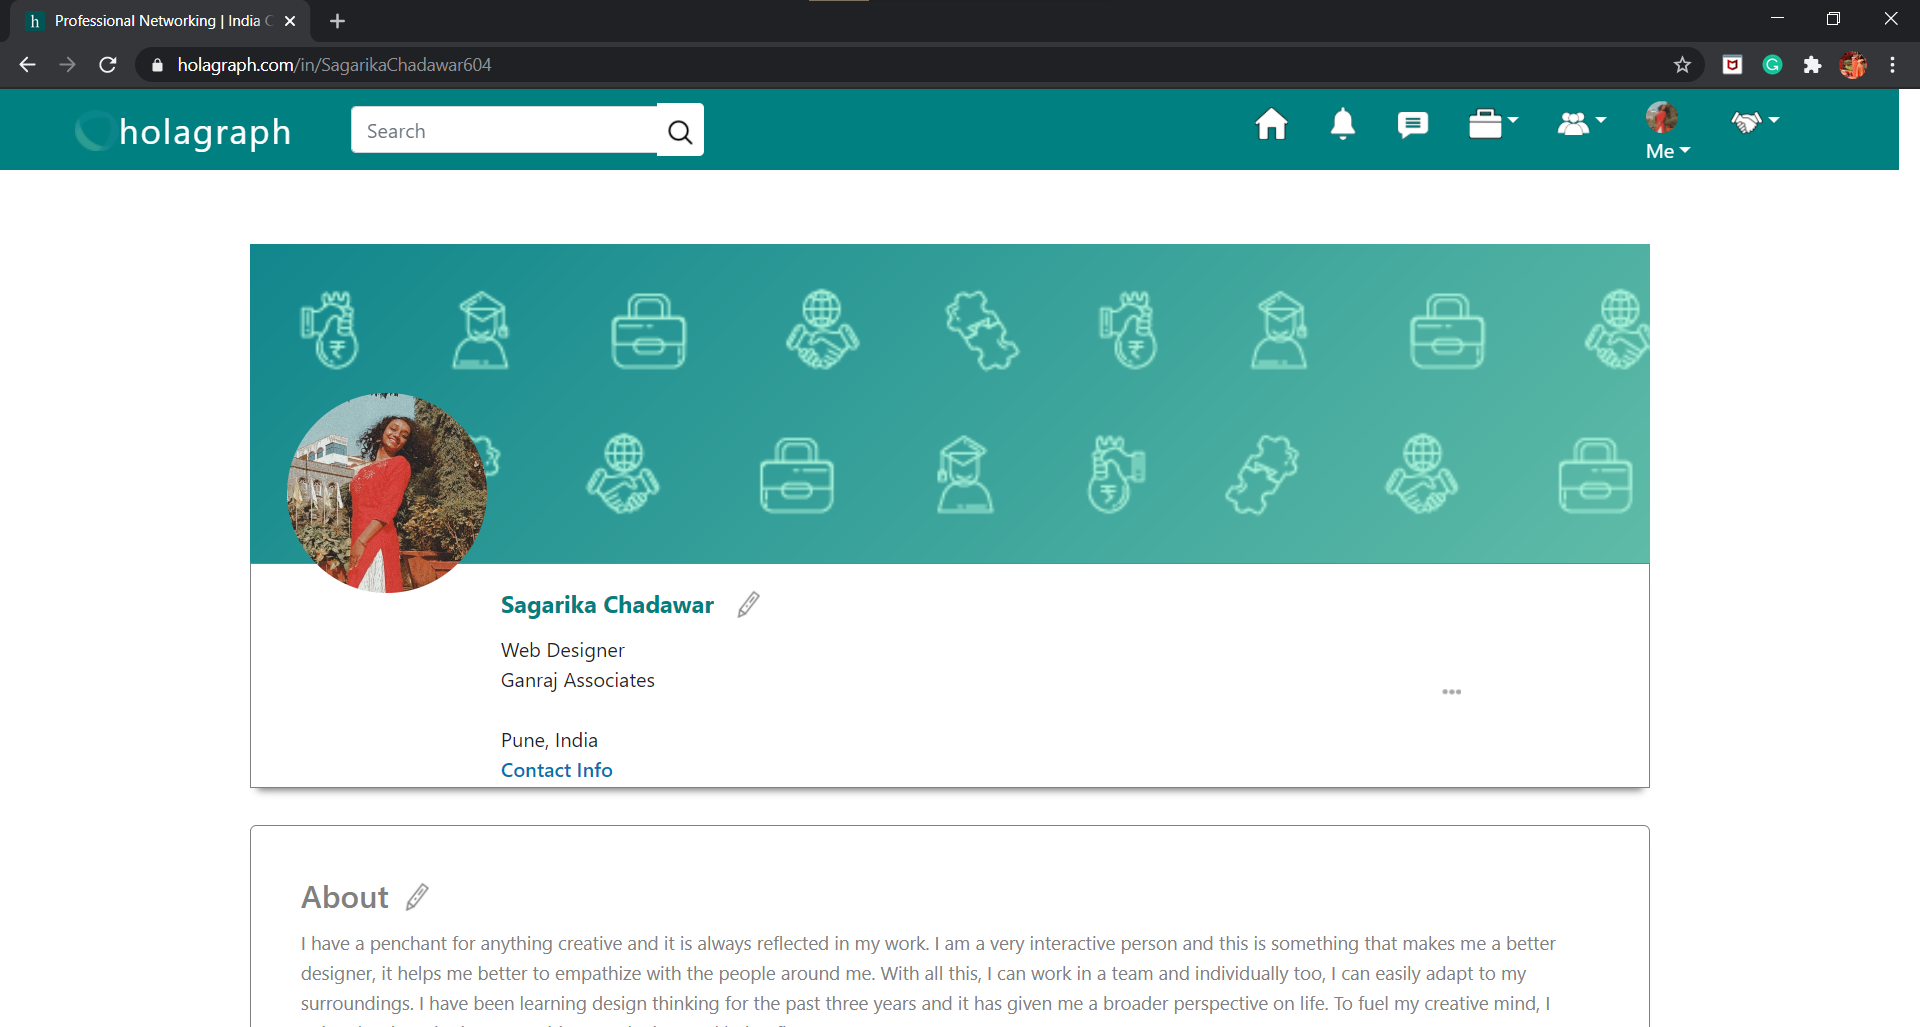 h Professional Networking | India
holagraph.com/in/SagarikaChadawar604
holagraph
Search
Me
Sagarika Chadawar
Web Designer
Ganraj Associates
Pune, India
Contact Info
About
I have a penchant for anything creative and it is always reflected in my work. I am a very interactive person and this is something that makes me a better
designer, it helps me better to empathize with the people around me. With all this, I can work in a team and individually too, I can easily adapt to my
surroundings. I have been learning design thinking for the past three years and it has given me a broader perspective on life. To fuel my creative mind, I